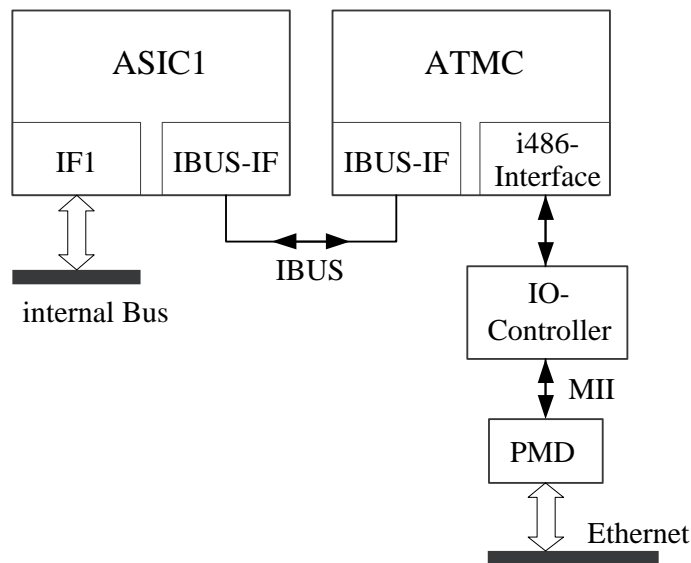 ASIC1
ATMC
IF1
IBUS-IF
IBUS-IF
i486-
Interface
IBUS
internal Bus
IO-
Controller
MII
PMD
Ethernet